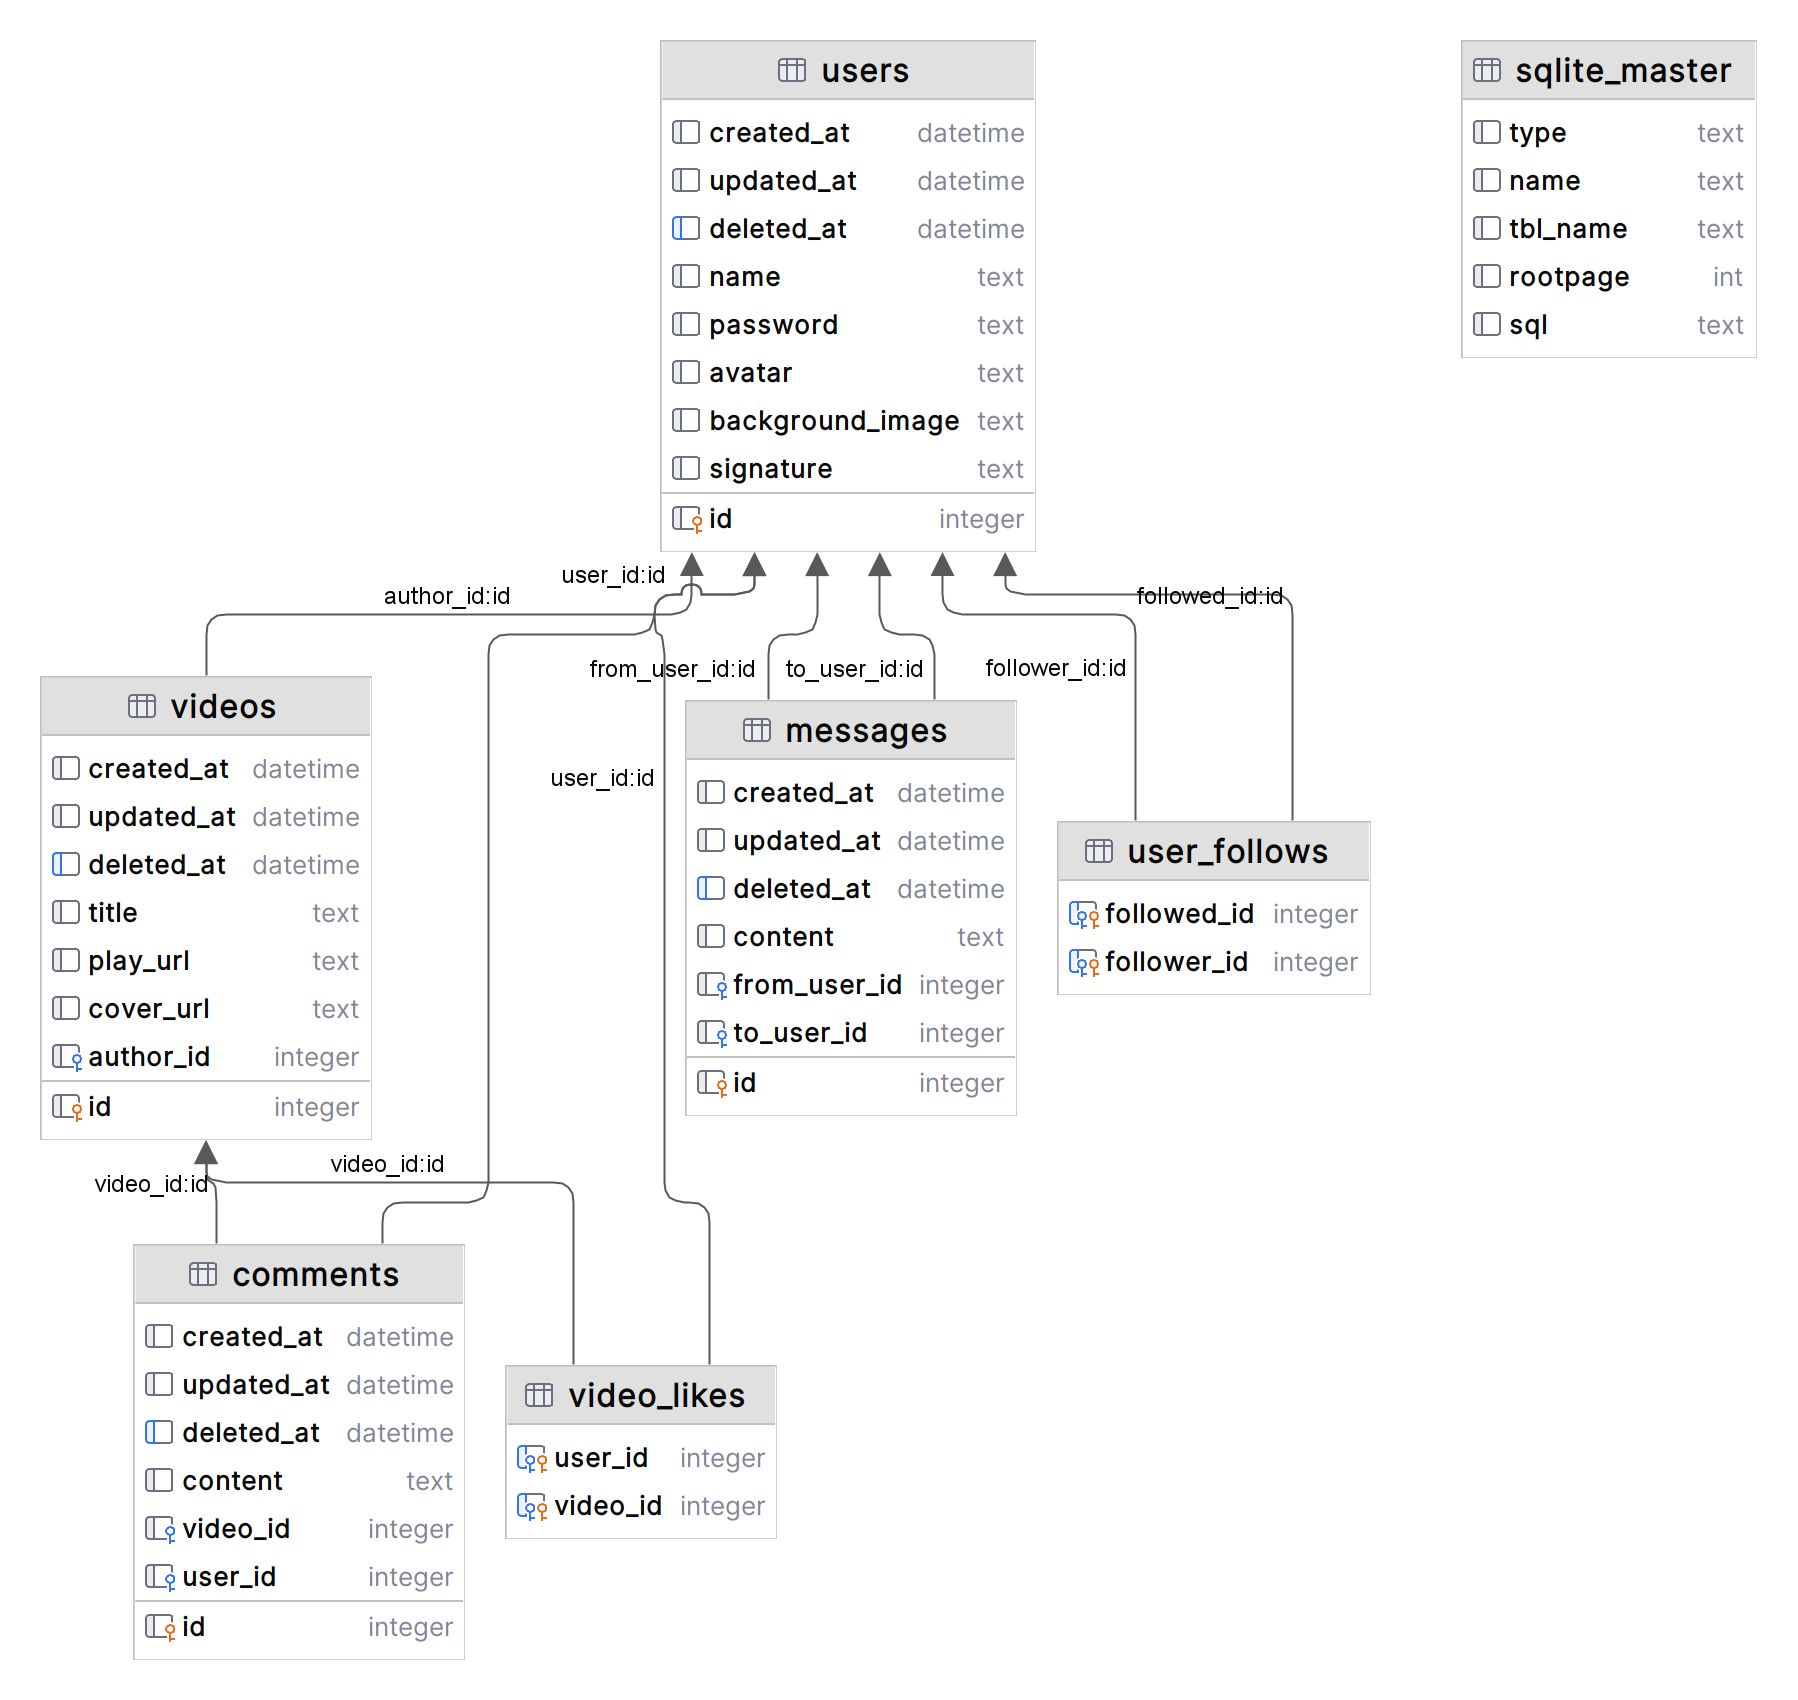 users
created_at datetime
updated_at datetime
deleted_at datetime
name text
password text
avatar text
background_image text
signature text
id integer
sqlite_master
type text
name text
tbl_name text
rootpage int
sql text
user_id:id
author_id:id
followed_id:id
from_user_id:id
to_user_id:id
follower_id:id
user_id:id
videos
created_at datetime
updated_at datetime
deleted_at datetime
title text
play_url text
cover_url text
author_id integer
id integer
messages
created_at datetime
updated_at datetime
deleted_at datetime
content text
from_user_id integer
to_user_id integer
id integer
user_follows
followed_id integer
follower_id integer
video_id:id
video_id:id
comments
created_at datetime
updated_at datetime
deleted_at datetime
content text
video_id integer
user_id integer
id integer
video_likes
user_id integer
video_id integer